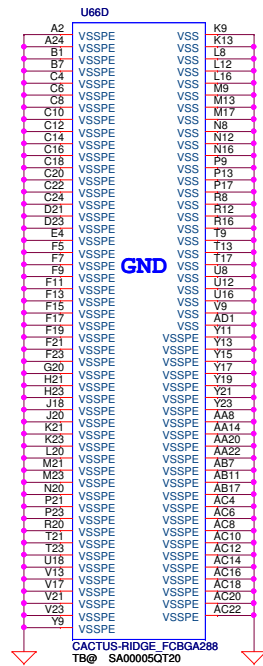 U66D
A2 VSSPE VSS K9
A24 VSSPE VSS K13
B1 VSSPE VSS L8
B7 VSSPE VSS L12
C4 VSSPE VSS L16
C6 VSSPE VSS M9
C8 VSSPE VSS M13
C10 VSSPE VSS M17
C12 VSSPE VSS N8
C14 VSSPE VSS N12
C16 VSSPE VSS N16
C18 VSSPE VSS P9
C20 VSSPE VSS P13
C22 VSSPE VSS P17
C24 VSSPE VSS R8
D21 VSSPE VSS R12
D23 VSSPE VSS R16
E4 VSSPE VSS T9
F5 VSSPE VSS T13
F7 VSSPE VSS T17
F9 VSSPE GND VSS U8
F11 VSSPE VSS U12
F13 VSSPE VSS U16
F15 VSSPE VSS V9
F17 VSSPE VSS AD1
F19 VSSPE VSSPE Y11
F21 VSSPE VSSPE Y13
F23 VSSPE VSSPE Y15
G20 VSSPE VSSPE Y17
H21 VSSPE VSSPE Y19
H23 VSSPE VSSPE Y21
J18 VSSPE VSSPE Y23
J20 VSSPE VSSPE AA8
K21 VSSPE VSSPE AA14
K23 VSSPE VSSPE AA20
L20 VSSPE VSSPE AA22
M21 VSSPE VSSPE AB7
M23 VSSPE VSSPE AB11
N20 VSSPE VSSPE AB17
P21 VSSPE VSSPE AC4
P23 VSSPE VSSPE AC6
R20 VSSPE VSSPE AC8
T21 VSSPE VSSPE AC10
T23 VSSPE VSSPE AC12
U18 VSSPE VSSPE AC14
V13 VSSPE VSSPE AC16
V17 VSSPE VSSPE AC18
V21 VSSPE VSSPE AC20
V23 VSSPE VSSPE AC22
Y9 VSSPE
CACTUS-RIDGE_FCBGA288
TB@ SA00005QT20